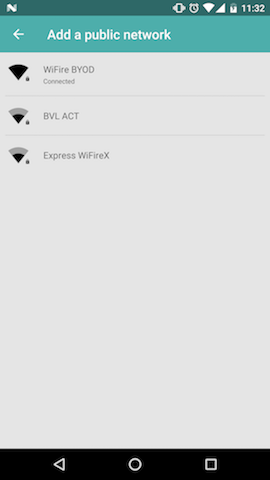 11:32
Add a public network
WiFire BYOD
Connected
BVL ACT
Express WiFireX